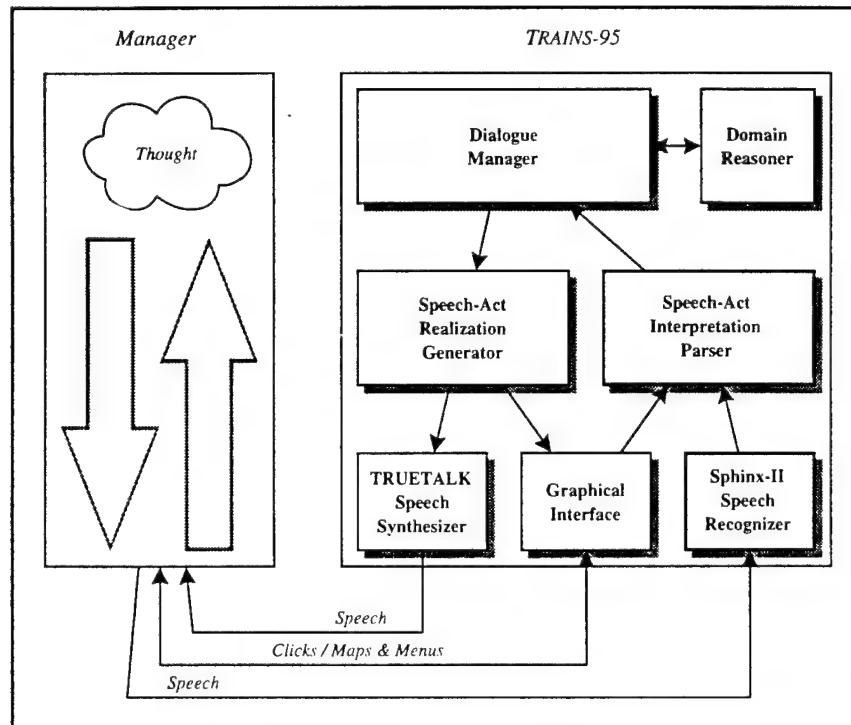 Manager
TRAINS-95
Thought
Dialogue
Manager
Domain
Reasoner
Speech-Act
Realization
Generator
Speech-Act
Interpretation
Parser
TRUETALK
Speech
Synthesizer
Graphical
Interface
Sphinx-II
Speech
Recognizer
Speech
Clicks / Maps & Menus
Speech